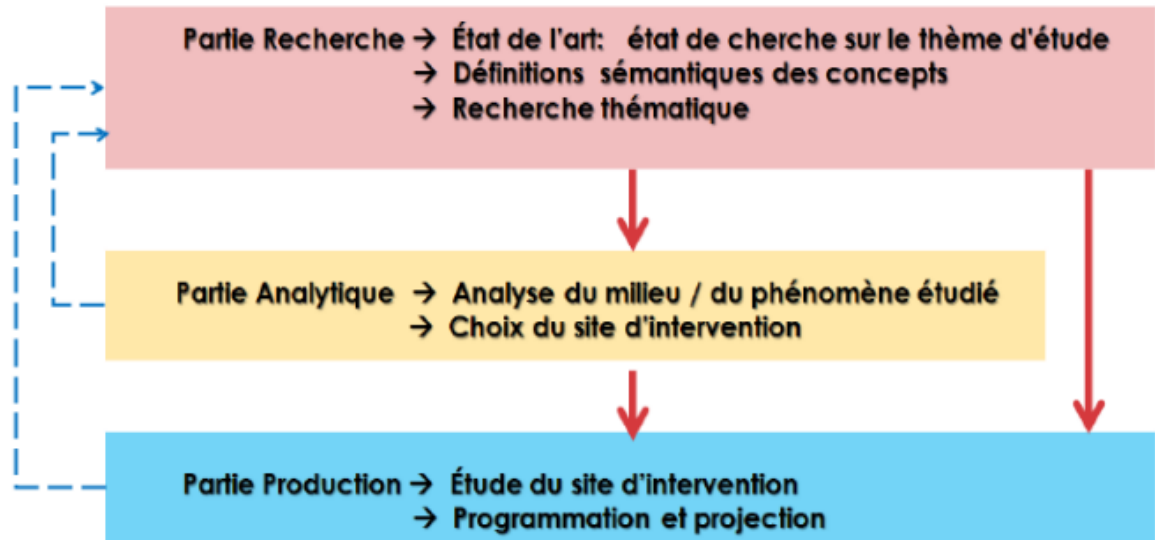 Partie Recherche → État de l'art: état de cherche sur le thème d'étude
→ Définitions sémantiques des concepts
→ Recherche thématique
Partie Analytique → Analyse du milieu / du phénomène étudié
→ Choix du site d'intervention
Partie Production → Étude du site d'intervention
→ Programmation et projection